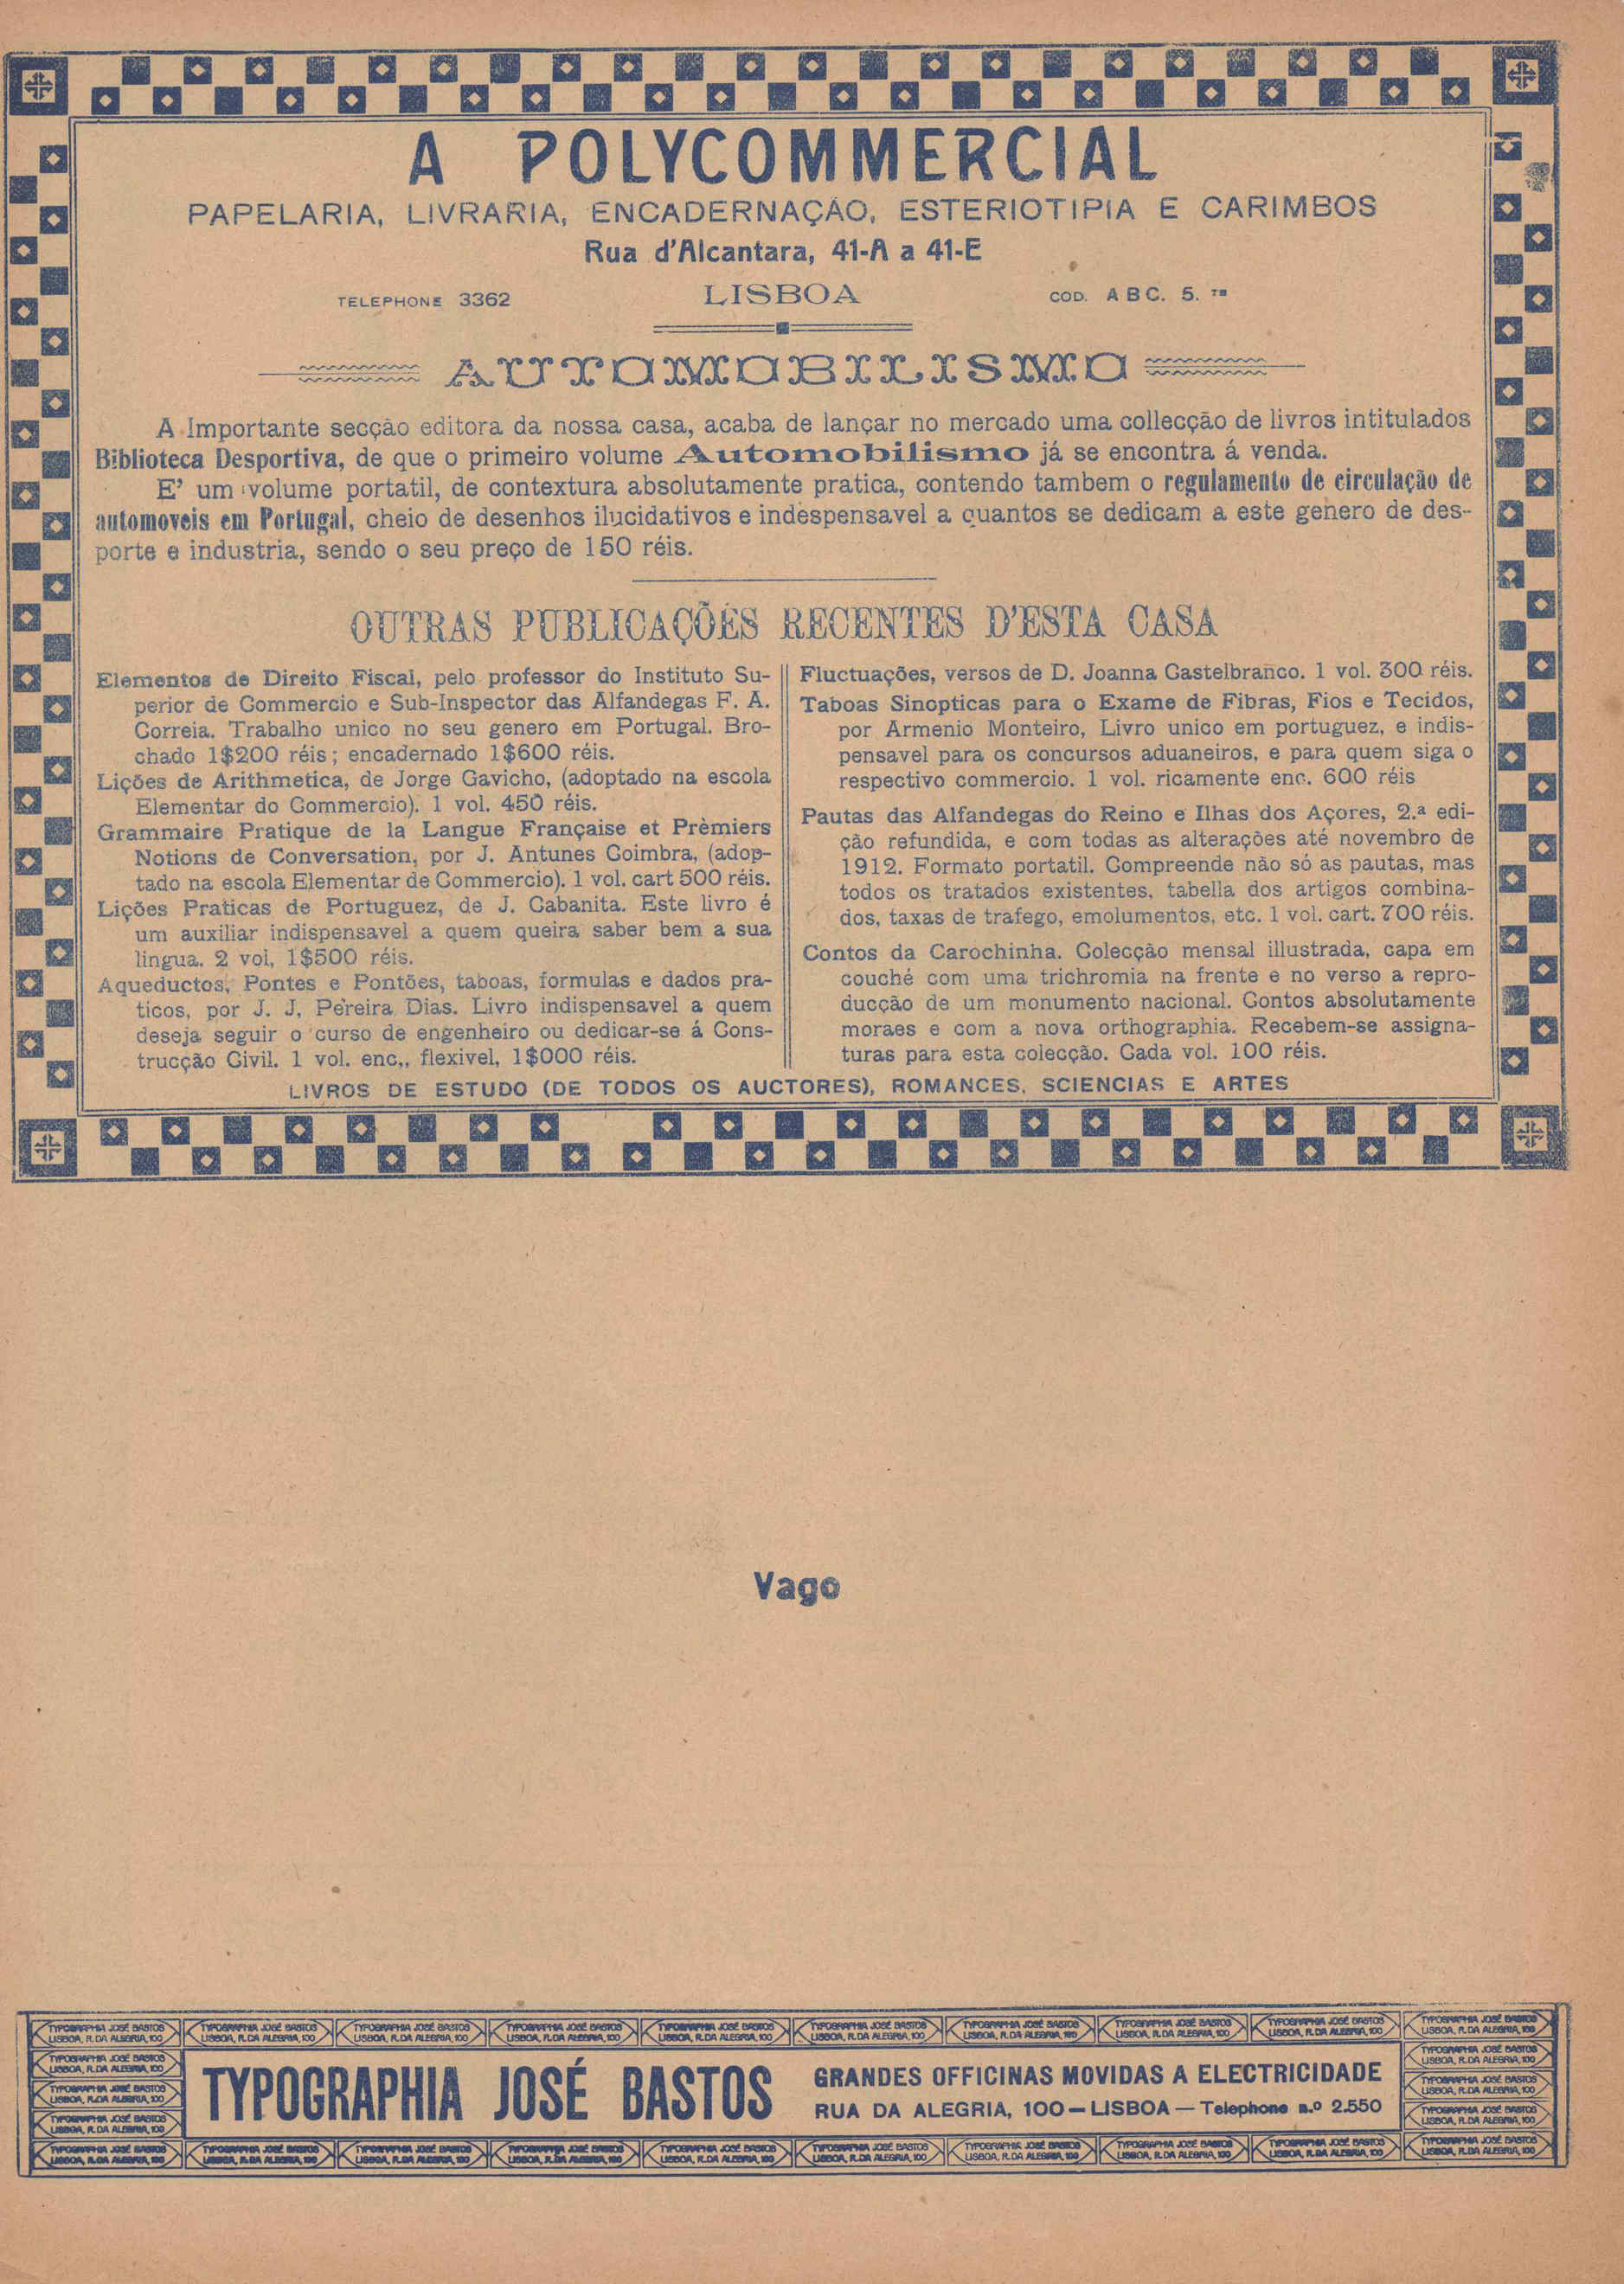 A POLYCOMMERCIAL
PAPELARIA, LIVRARIA, ENCADERNAÇÃO, ESTERIOTIPIA E CARIMBOS
Rua d'Alcantara, 41-A a 41-E
TELEPHONE 3362 LISBOA COD. A B C. 5.
AUTOMOBILISMO
A Importante secção editora da nossa casa, acaba de lançar no mercado uma collecção de livros intitulados
Biblioteca Desportiva, de que o primeiro volume Automobilismo já se encontra á venda.
E' um volume portatil, de contextura absolutamente pratica, contendo tambem o regulamento de circulação de
automoveis em Portugal, cheio de desenhos ilucidativos e indespensavel a quantos se dedicam a este genero de des-
porte e industria, sendo o seu preço de 150 réis.
OUTRAS PUBLICAÇÕES RECENTES D'ESTA CASA
Elementos de Direito Fiscal, pelo professor do Instituto Su-
perior de Commercio e Sub-Inspector das Alfandegas F. A.
Correia. Trabalho unico no seu genero em Portugal. Bro-
chado 1$200 réis; encadernado 1$600 réis.
Lições de Arithmetica, de Jorge Gavicho, (adoptado na escola
Elementar do Commercio). 1 vol. 450 réis.
Grammaire Pratique de la Langue Française et Prèmiers
Notions de Conversation, por J. Antunes Coimbra, (adop-
tado na escola Elementar de Commercio). 1 vol. cart 500 réis.
Lições Praticas de Portuguez, de J. Cabanita. Este livro é
um auxiliar indispensavel a quem queira saber bem a sua
lingua. 2 vol, 1$500 réis.
Aqueductos, Pontes e Pontões, taboas, formulas e dados pra-
ticos, por J. J. Pereira Dias. Livro indispensavel a quem
deseja seguir o curso de engenheiro ou dedicar-se á Cons-
trucção Civil. 1 vol. enc,, flexivel, 1$000 réis.
Fluctuações, versos de D. Joanna Castelbranco. 1 vol. 300 réis.
Taboas Sinopticas para o Exame de Fibras, Fios e Tecidos,
por Armenio Monteiro, Livro unico em portuguez, e indis-
pensavel para os concursos aduaneiros, e para quem siga o
respectivo commercio. 1 vol. ricamente enc. 600 réis
Pautas das Alfandegas do Reino e Ilhas dos Açores, 2.ª edi-
ção refundida, e com todas as alterações até novembro de
1912. Formato portatil. Compreende não só as pautas, mas
todos os tratados existentes, tabella dos artigos combina-
dos, taxas de trafego, emolumentos, etc. 1 vol. cart. 700 réis.
Contos da Carochinha. Colecção mensal illustrada, capa em
couché com uma trichromia na frente e no verso a repro-
ducção de um monumento nacional. Contos absolutamente
moraes e com a nova orthographia. Recebem-se assigna-
turas para esta colecção. Cada vol. 100 réis.
LIVROS DE ESTUDO (DE TODOS OS AUCTORES), ROMANCES, SCIENCIAS E ARTES
Vago
TYPOGRAPHIA JOSÉ BASTOS
LISBOA, R. DA ALEGRIA, 100
TYPOGRAPHIA JOSÉ BASTOS
GRANDES OFFICINAS MOVIDAS A ELECTRICIDADE
RUA DA ALEGRIA, 100 — LISBOA — Telephone n.º 2.550